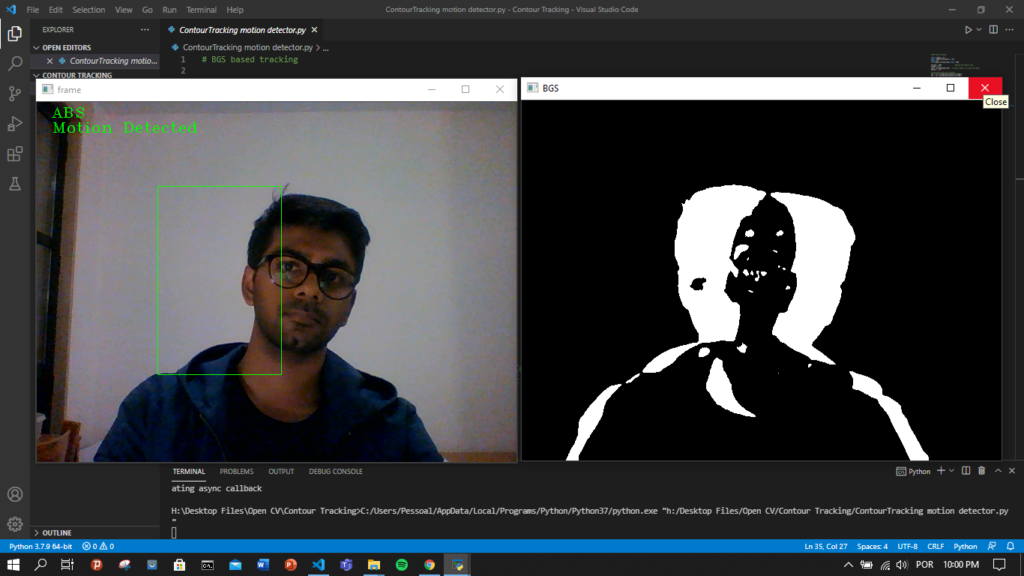 File Edit Selection View Go Run Terminal Help
ContourTracking motion detector.py - Contour Tracking - Visual Studio Code
EXPLORER
ContourTracking motion detector.py
OPEN EDITORS
ContourTracking motio...
CONTOUR TRACKING
ContourTracking motion detector.py > ...
1 # BGS based tracking
2
frame
ABS
Motion Detected
BGS
Close
TERMINAL PROBLEMS OUTPUT DEBUG CONSOLE
Python
ating async callback
H:\Desktop Files\Open CV\Contour Tracking>C:/Users/Pessoal/AppData/Local/Programs/Python/Python37/python.exe "h:/Desktop Files/Open CV/Contour Tracking/ContourTracking motion detector.py
"
OUTLINE
Python 3.7.9 64-bit 0 0
Ln 35, Col 27 Spaces: 4 UTF-8 CRLF Python
POR 10:00 PM